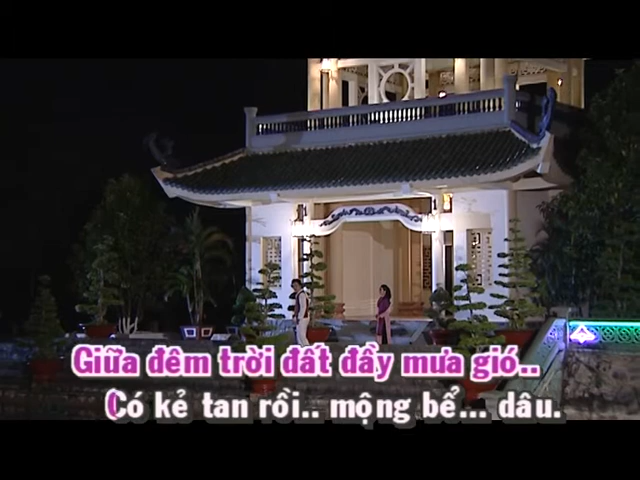 Giữa đêm trời đất đầy mưa gió..
Có kẻ tan rồi.. mộng bể... dâu.